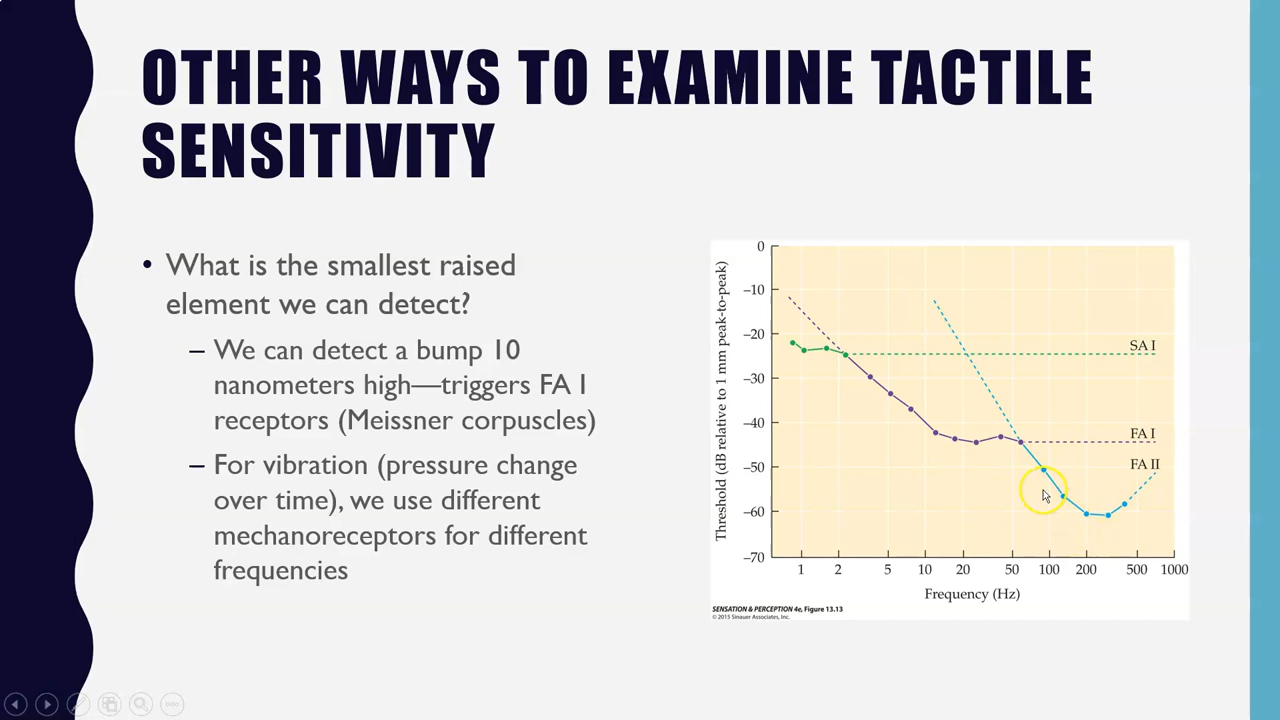 OTHER WAYS TO EXAMINE TACTILE
SENSITIVITY
• What is the smallest raised
element we can detect?
– We can detect a bump 10
nanometers high—triggers FA I
receptors (Meissner corpuscles)
– For vibration (pressure change
over time), we use different
mechanoreceptors for different
frequencies
Threshold (dB relative to 1 mm peak-to-peak)
0
–10
–20
–30
–40
–50
–60
–70
SA I
FA I
FA II
1 2 5 10 20 50 100 200 500 1000
Frequency (Hz)
SENSATION & PERCEPTION 4e, Figure 13.13
© 2015 Sinauer Associates, Inc.